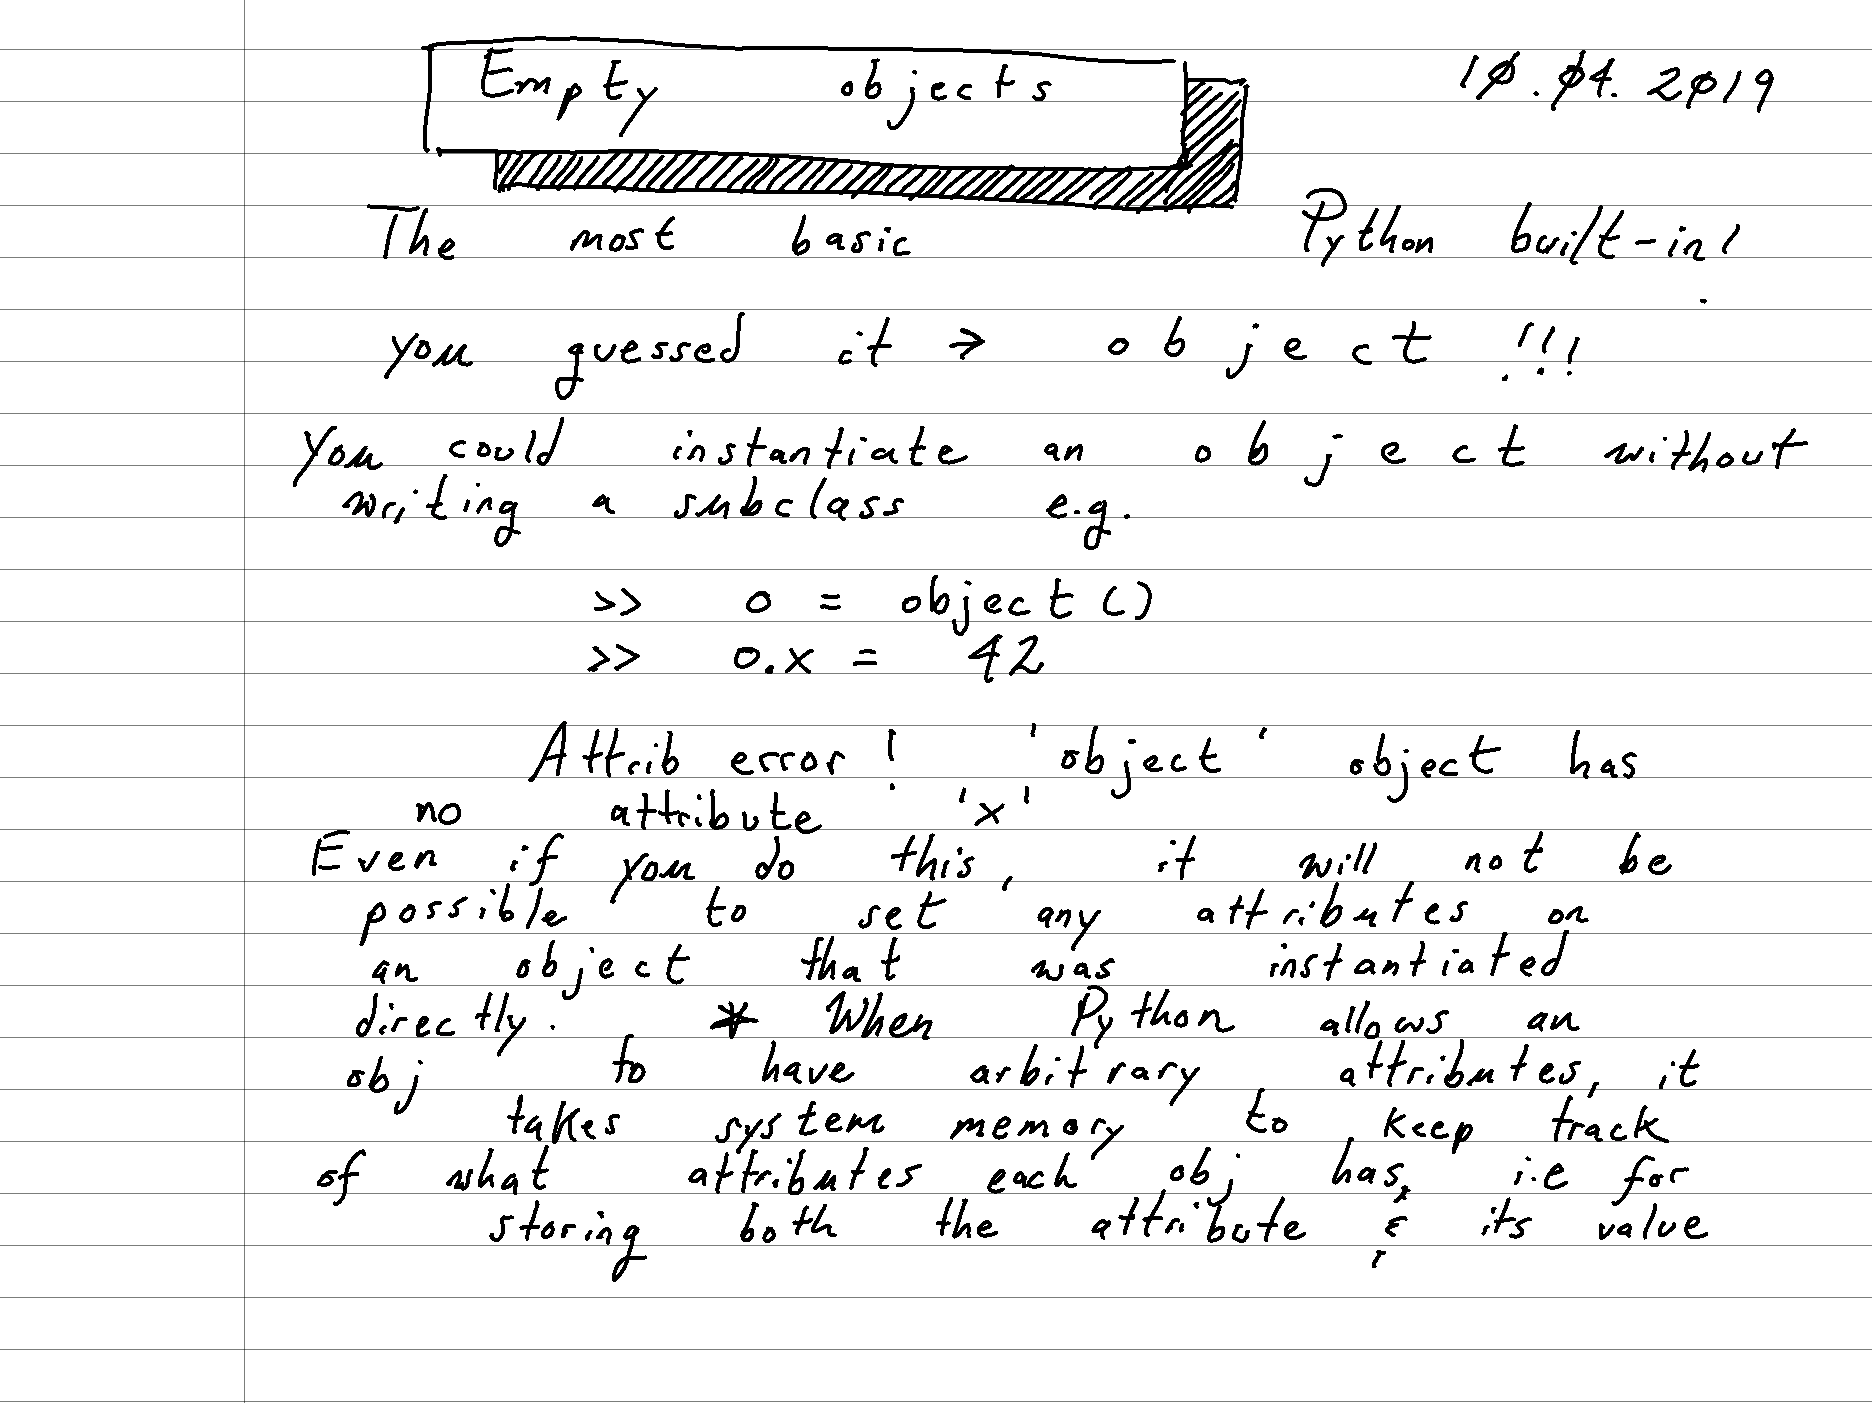 Empty objects 10.04.2019
The most basic Python built-in!
you guessed it → object !!!
You could instantiate an object without
writing a subclass e.g.
>> o = object ()
>> o.x = 42
Attrib error! 'object' object has
no attribute 'x'
Even if you do this, it will not be
possible to set any attributes on
an object that was instantiated
directly. * When Python allows an
obj to have arbitrary attributes, it
takes system memory to keep track
of what attributes each obj has, i.e for
storing both the attribute & its value